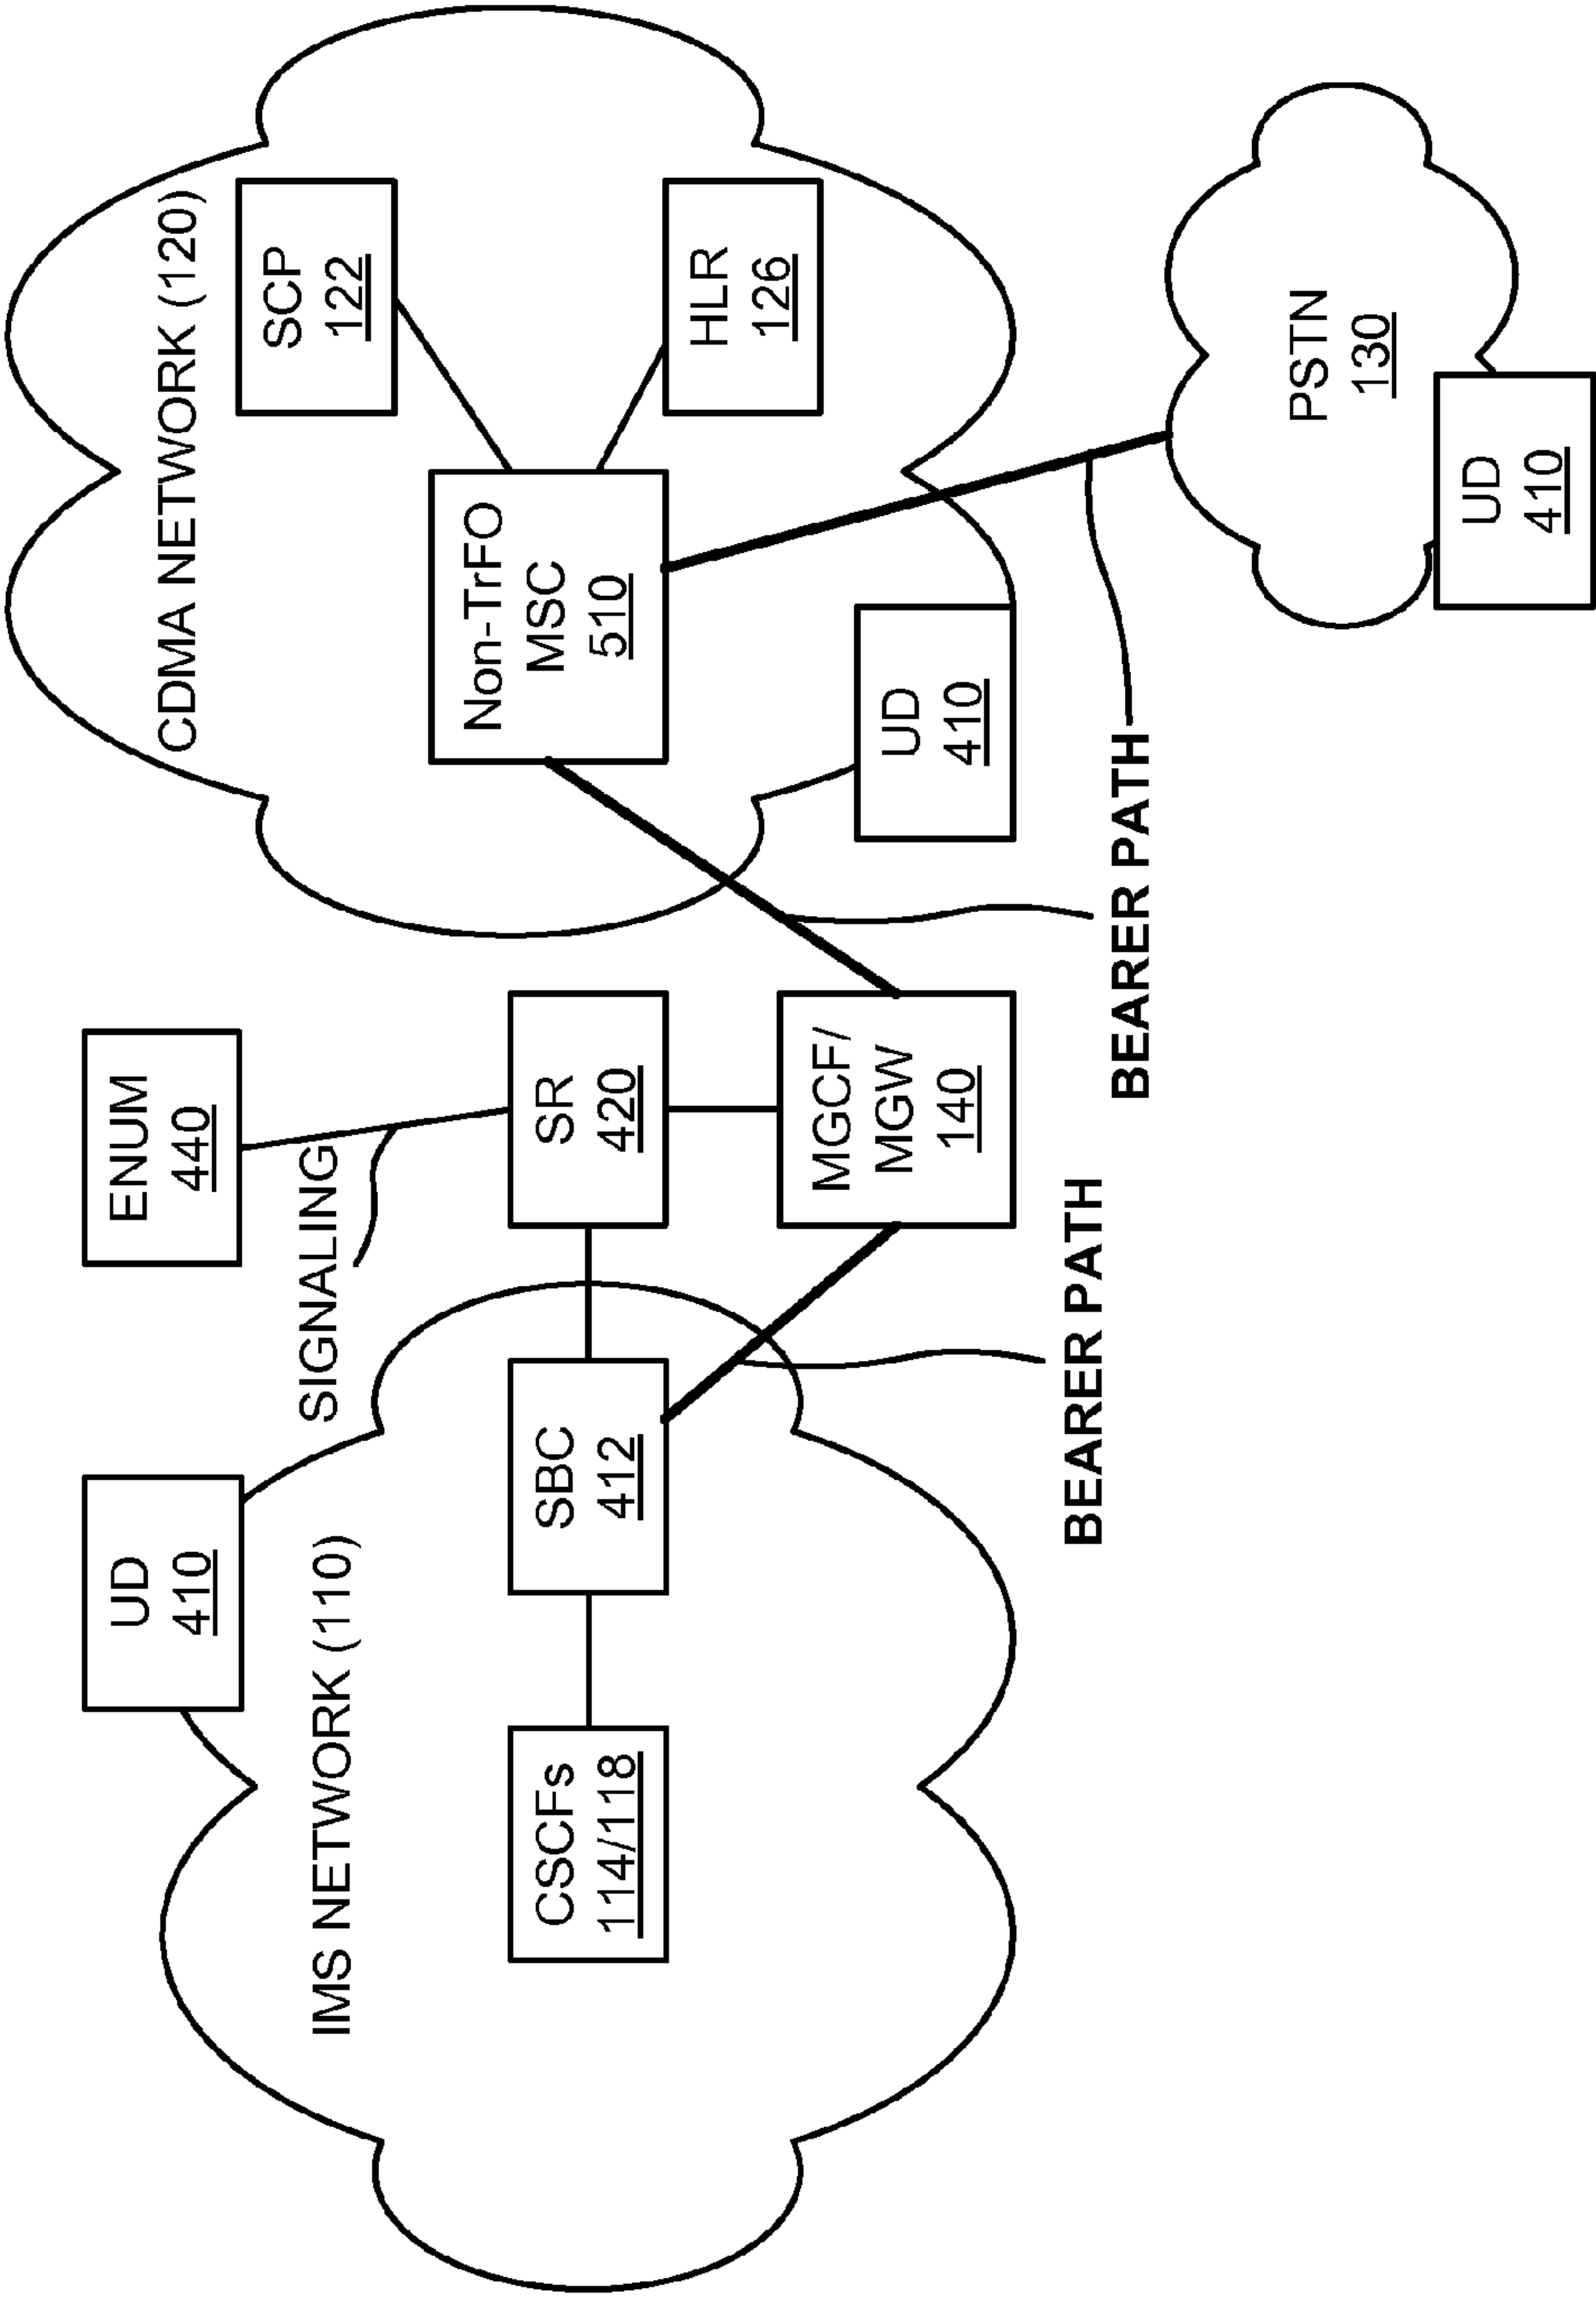 UD
410
IMS NETWORK (110)
CSCFs
114/118
SBC
412
SIGNALING
ENUM
440
SR
420
MGCF/
MGW
140
BEARER PATH
BEARER PATH
CDMA NETWORK (120)
SCP
122
Non-TrFO
MSC
510
HLR
126
UD
410
PSTN
130
UD
410